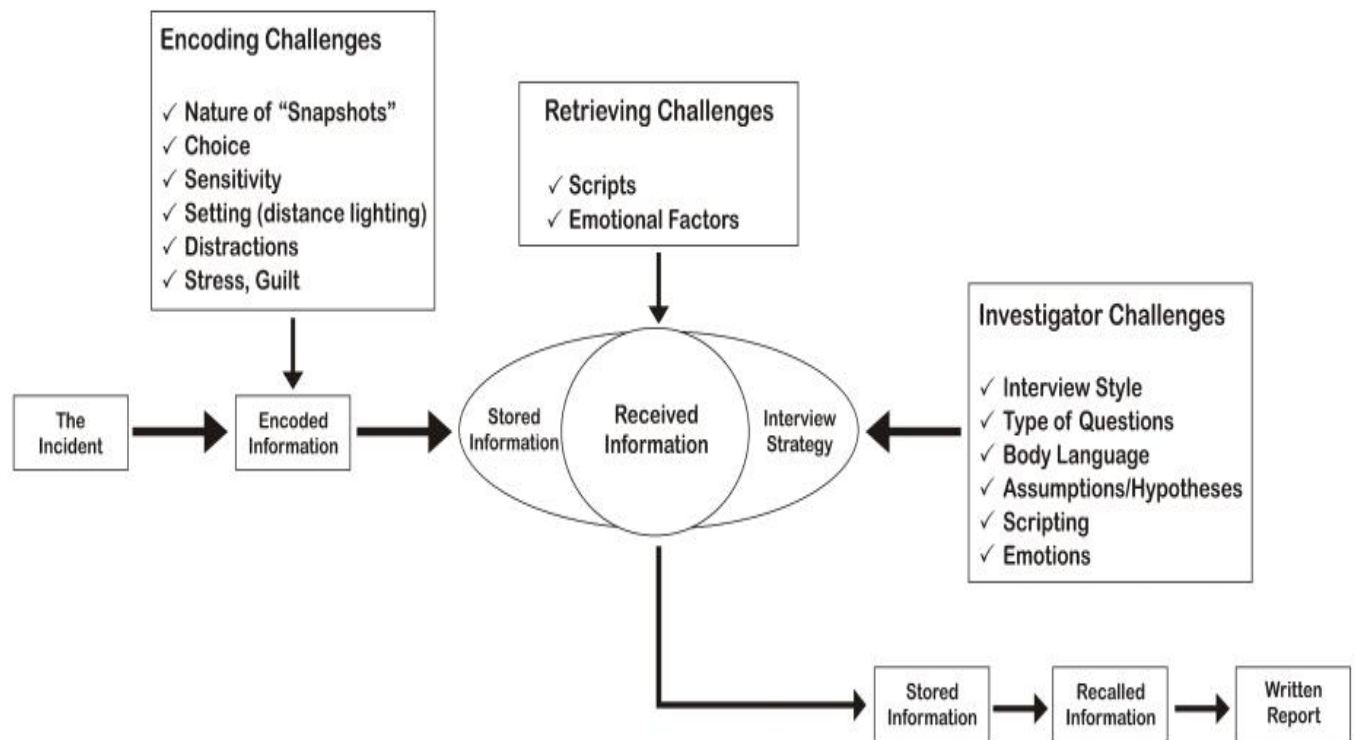 Encoding Challenges
✓ Nature of “Snapshots”
✓ Choice
✓ Sensitivity
✓ Setting (distance lighting)
✓ Distractions
✓ Stress, Guilt
Retrieving Challenges
✓ Scripts
✓ Emotional Factors
Investigator Challenges
✓ Interview Style
✓ Type of Questions
✓ Body Language
✓ Assumptions/Hypotheses
✓ Scripting
✓ Emotions
The
Incident
Encoded
Information
Stored
Information
Received
Information
Interview
Strategy
Stored
Information
Recalled
Information
Written
Report